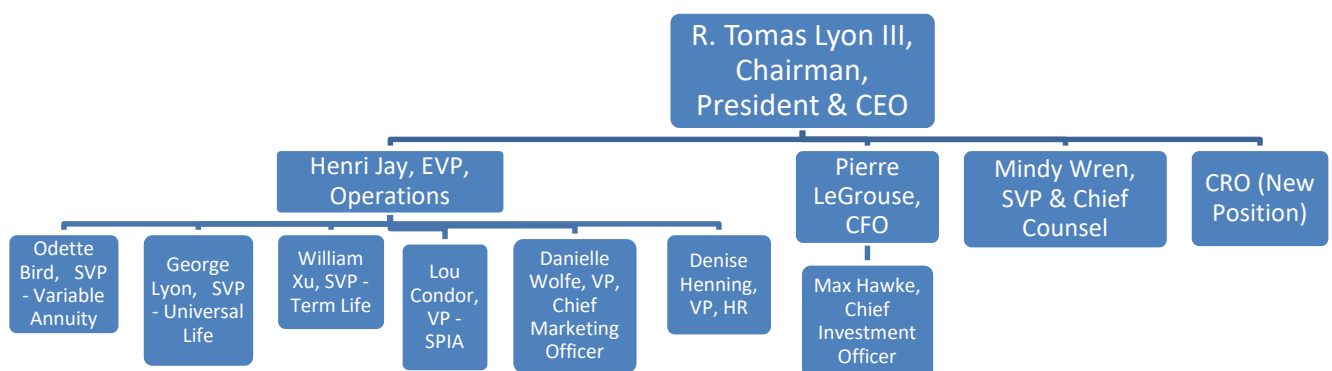 R. Tomas Lyon III,
Chairman,
President & CEO
Henri Jay, EVP,
Operations
Pierre
LeGrouse,
CFO
Mindy Wren,
SVP & Chief
Counsel
CRO (New
Position)
Odette
Bird, SVP
- Variable
Annuity
George
Lyon, SVP
- Universal
Life
William
Xu, SVP -
Term Life
Lou
Condor,
VP -
SPIA
Danielle
Wolfe, VP,
Chief
Marketing
Officer
Denise
Henning,
VP, HR
Max Hawke,
Chief
Investment
Officer